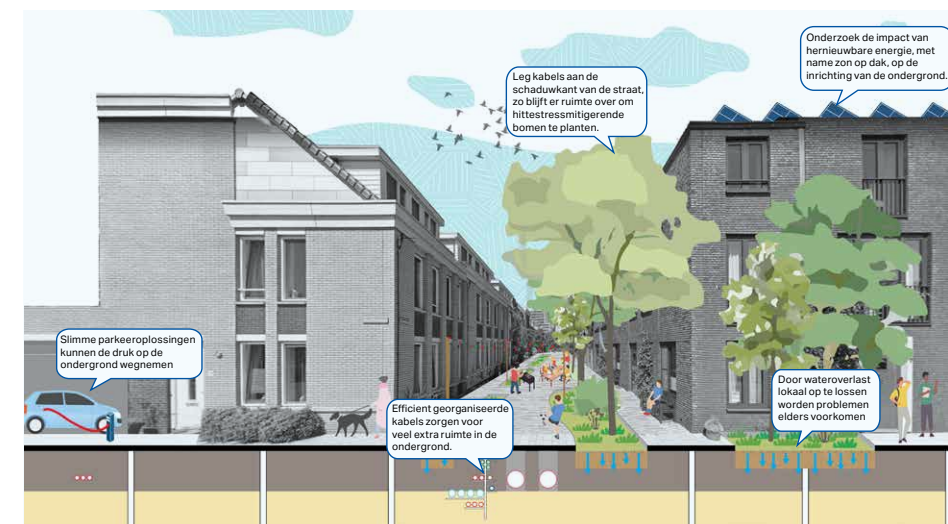 Onderzoek de impact van
hernieuwbare energie, met
name zon op dak, op de
inrichting van de ondergrond.
Leg kabels aan de
schaduwkant van de straat,
zo blijft er ruimte over om
hittestressmitigerende
bomen te planten.
Slimme parkeeroplossingen
kunnen de druk op de
ondergrond wegnemen
Door wateroverlast
lokaal op te lossen
worden problemen
elders voorkomen
Efficient georganiseerde
kabels zorgen voor
veel extra ruimte in de
ondergrond.